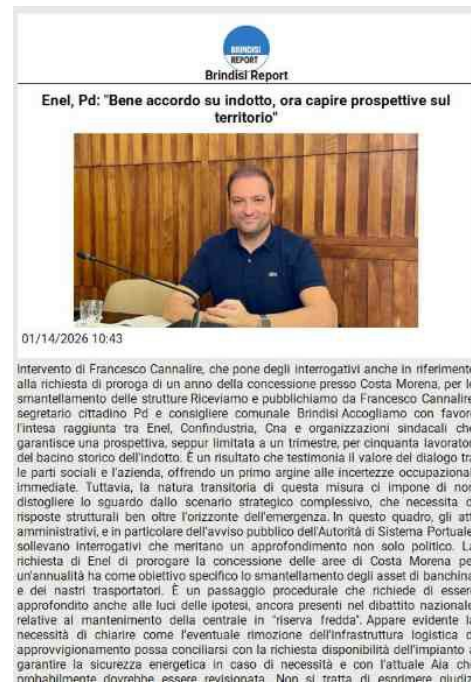 BRINDISI
REPORT
Brindisi Report
Enel, Pd: "Bene accordo su indotto, ora capire prospettive sul
territorio"
01/14/2026 10:43
Intervento di Francesco Cannalire, che pone degli interrogativi anche in riferimento
alla richiesta di proroga di un anno della concessione presso Costa Morena, per lo
smantellamento delle strutture Riceviamo e pubblichiamo da Francesco Cannalire,
segretario cittadino Pd e consigliere comunale Brindisi Accogliamo con favore
l'intesa raggiunta tra Enel, Confindustria, Cna e organizzazioni sindacali che
garantisce una prospettiva, seppur limitata a un trimestre, per cinquanta lavorator
del bacino storico dell'indotto. È un risultato che testimonia il valore del dialogo tra
le parti sociali e l'azienda, offrendo un primo argine alle incertezze occupazional
immediate. Tuttavia, la natura transitoria di questa misura ci impone di non
distogliere lo sguardo dallo scenario strategico complessivo, che necessita d
risposte strutturali ben oltre l'orizzonte dell'emergenza. In questo quadro, gli att
amministrativi, e in particolare dell'avviso pubblico dell'Autorità di Sistema Portuale,
sollevano interrogativi che meritano un approfondimento non solo politico. La
richiesta di Enel di prorogare la concessione delle aree di Costa Morena pe
un'annualità ha come obiettivo specifico lo smantellamento degli asset di banchina
e dei nastri trasportatori. È un passaggio procedurale che richiede di essere
approfondito anche alle luci delle ipotesi, ancora presenti nel dibattito nazionale
relative al mantenimento della centrale in "riserva fredda". Appare evidente la
necessità di chiarire come l'eventuale rimozione dell'infrastruttura logistica d
approvvigionamento possa conciliarsi con la richiesta disponibilità dell'impianto a
garantire la sicurezza energetica in caso di necessità e con l'attuale Aia che
probabilmente dovrebbe essere revisionata. Non si tratta di esprimere giudiz